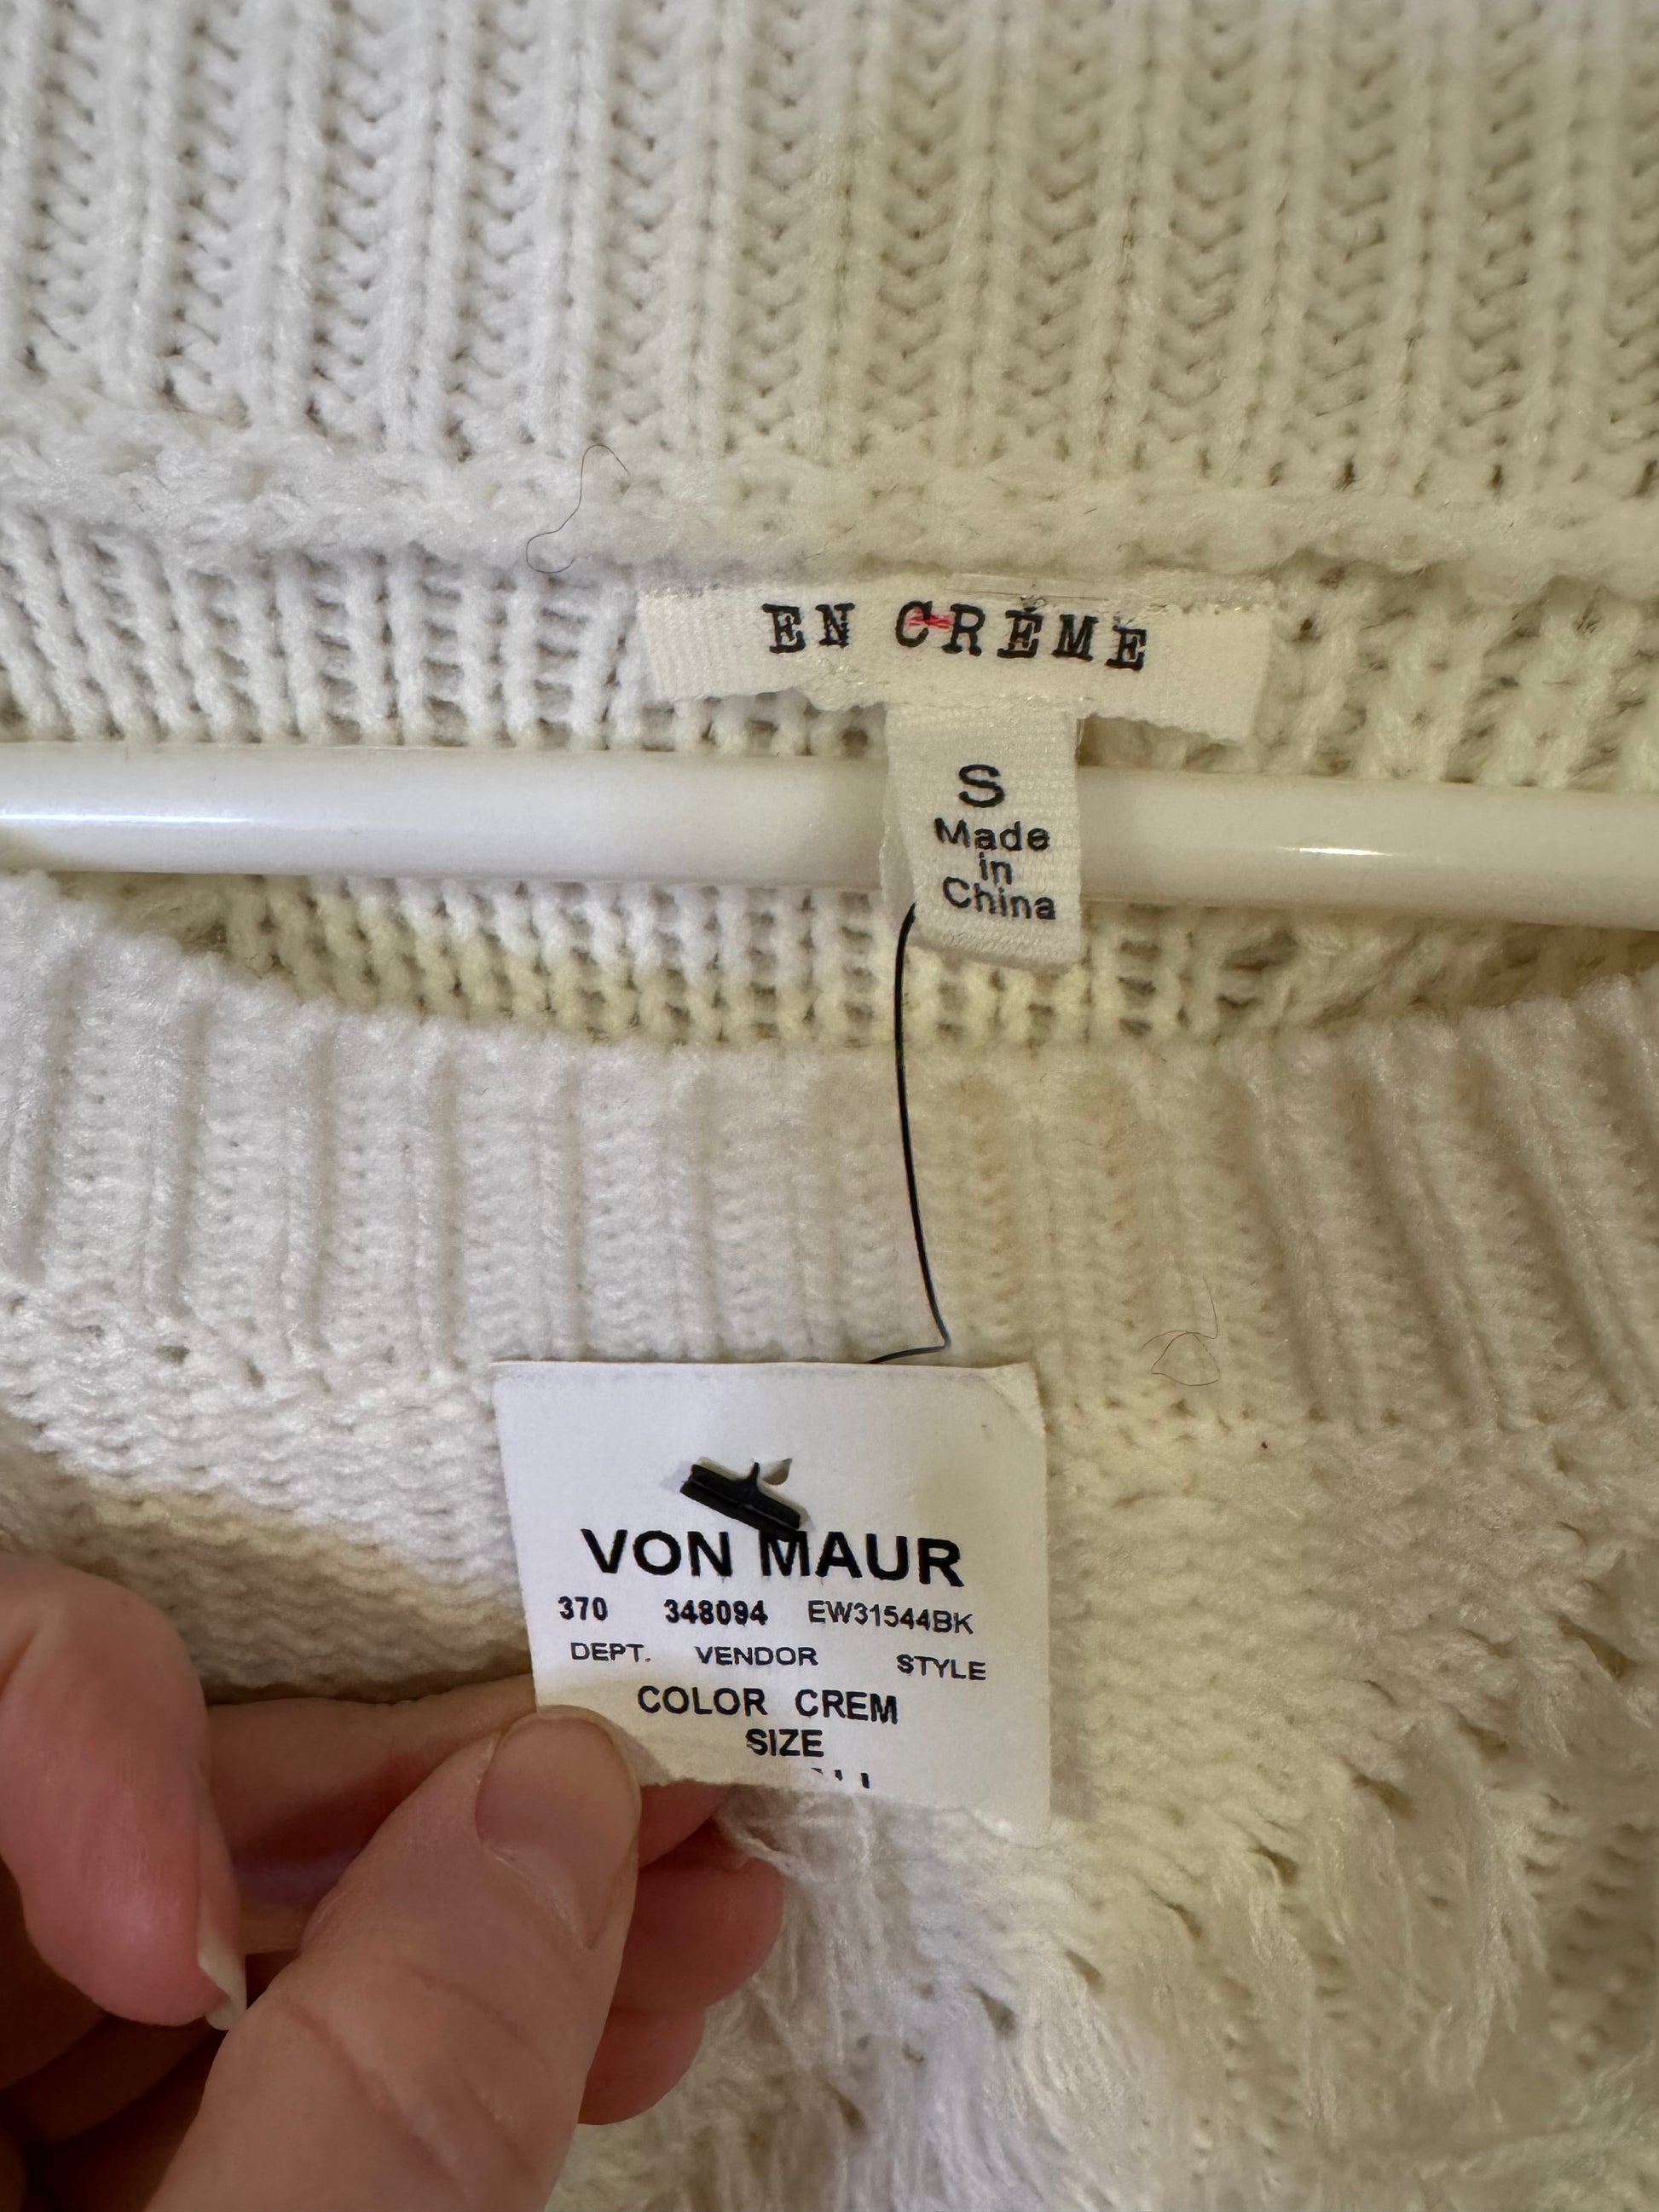 EN CRÈME
S
Made
in
China
VON MAUR
370 348094 EW31544BK
DEPT. VENDOR STYLE
COLOR CREM
SIZE